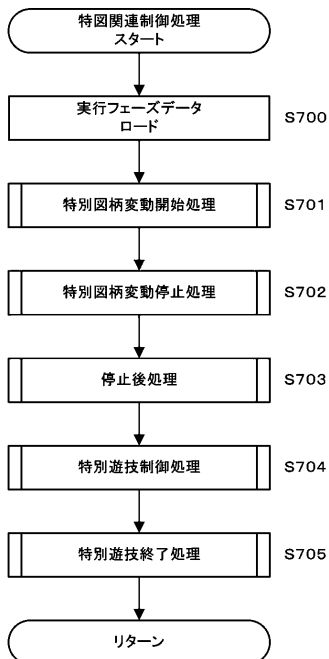 特図関連制御処理
スタート
実行フェーズデータ
ロード
S700
特別図柄変動開始処理
S701
特別図柄変動停止処理
S702
停止後処理
S703
特別遊技制御処理
S704
特別遊技終了処理
S705
リターン